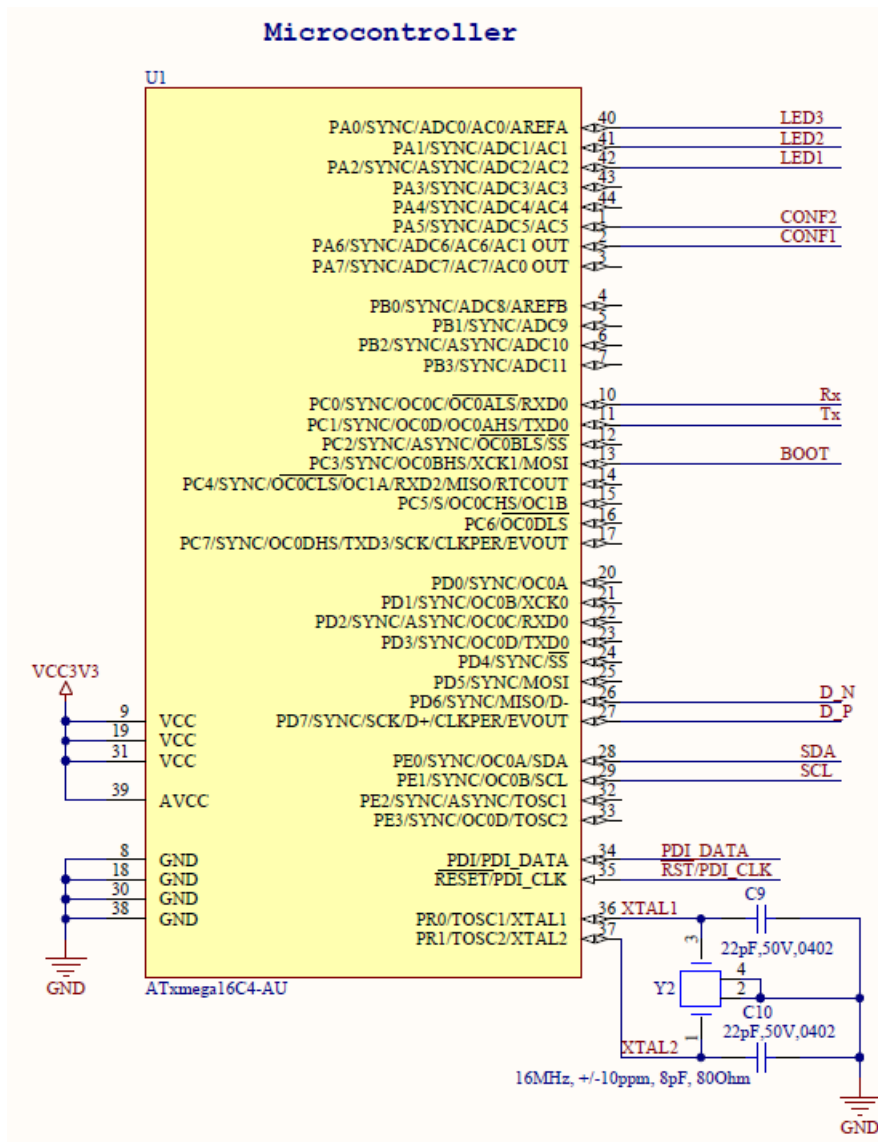 Microcontroller
U1
PA0/SYNC/ADC0/AC0/AREFA 40 LED3
PA1/SYNC/ADC1/AC1 41 LED2
PA2/SYNC/ASYNC/ADC2/AC2 42 LED1
PA3/SYNC/ADC3/AC3 43
PA4/SYNC/ADC4/AC4 44
PA5/SYNC/ADC5/AC5 1 CONF2
PA6/SYNC/ADC6/AC6/AC1 OUT 2 CONF1
PA7/SYNC/ADC7/AC7/AC0 OUT 3
PB0/SYNC/ADC8/AREFB 4
PB1/SYNC/ADC9 5
PB2/SYNC/ASYNC/ADC10 6
PB3/SYNC/ADC11 7
PC0/SYNC/OC0C/OC0ALS/RXD0 10 Rx
PC1/SYNC/OC0D/OC0AHS/TXD0 11 Tx
PC2/SYNC/ASYNC/OC0BLS/SS 12
PC3/SYNC/OC0BHS/XCK1/MOSI 13 BOOT
PC4/SYNC/OC0CLS/OC1A/RXD2/MISO/RTCOUT 14
PC5/S/OC0CHS/OC1B 15
PC6/OC0DLS 16
PC7/SYNC/OC0DHS/TXD3/SCK/CLKPER/EVOUT 17
PD0/SYNC/OC0A 20
PD1/SYNC/OC0B/XCK0 21
PD2/SYNC/ASYNC/OC0C/RXD0 22
PD3/SYNC/OC0D/TXD0 23
PD4/SYNC/SS 24
PD5/SYNC/MOSI 25
VCC3V3
PD6/SYNC/MISO/D- 26 D_N
9 VCC PD7/SYNC/SCK/D+/CLKPER/EVOUT 27 D_P
19 VCC
31 VCC PE0/SYNC/OC0A/SDA 28 SDA
PE1/SYNC/OC0B/SCL 29 SCL
39 AVCC PE2/SYNC/ASYNC/TOSC1 32
PE3/SYNC/OC0D/TOSC2 33
8 GND PDI/PDI_DATA 34 PDI_DATA
18 GND RESET/PDI_CLK 35 RST/PDI_CLK
30 GND
38 GND PR0/TOSC1/XTAL1 36 XTAL1 C9
PR1/TOSC2/XTAL2 37
22pF,50V,0402
3
4
GND
ATxmega16C4-AU
Y2
2
C10
22pF,50V,0402
1
XTAL2
16MHz, +/-10ppm, 8pF, 80Ohm
GND